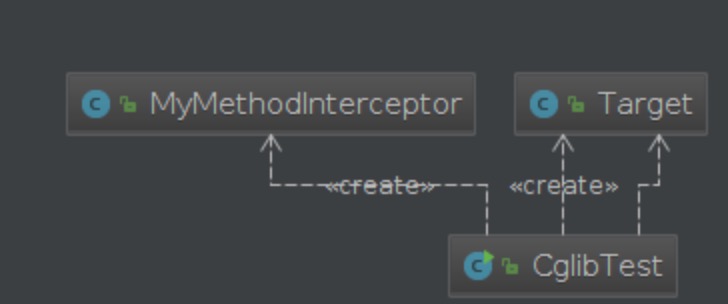 MyMethodInterceptor
Target
«create»
«create»
CglibTest